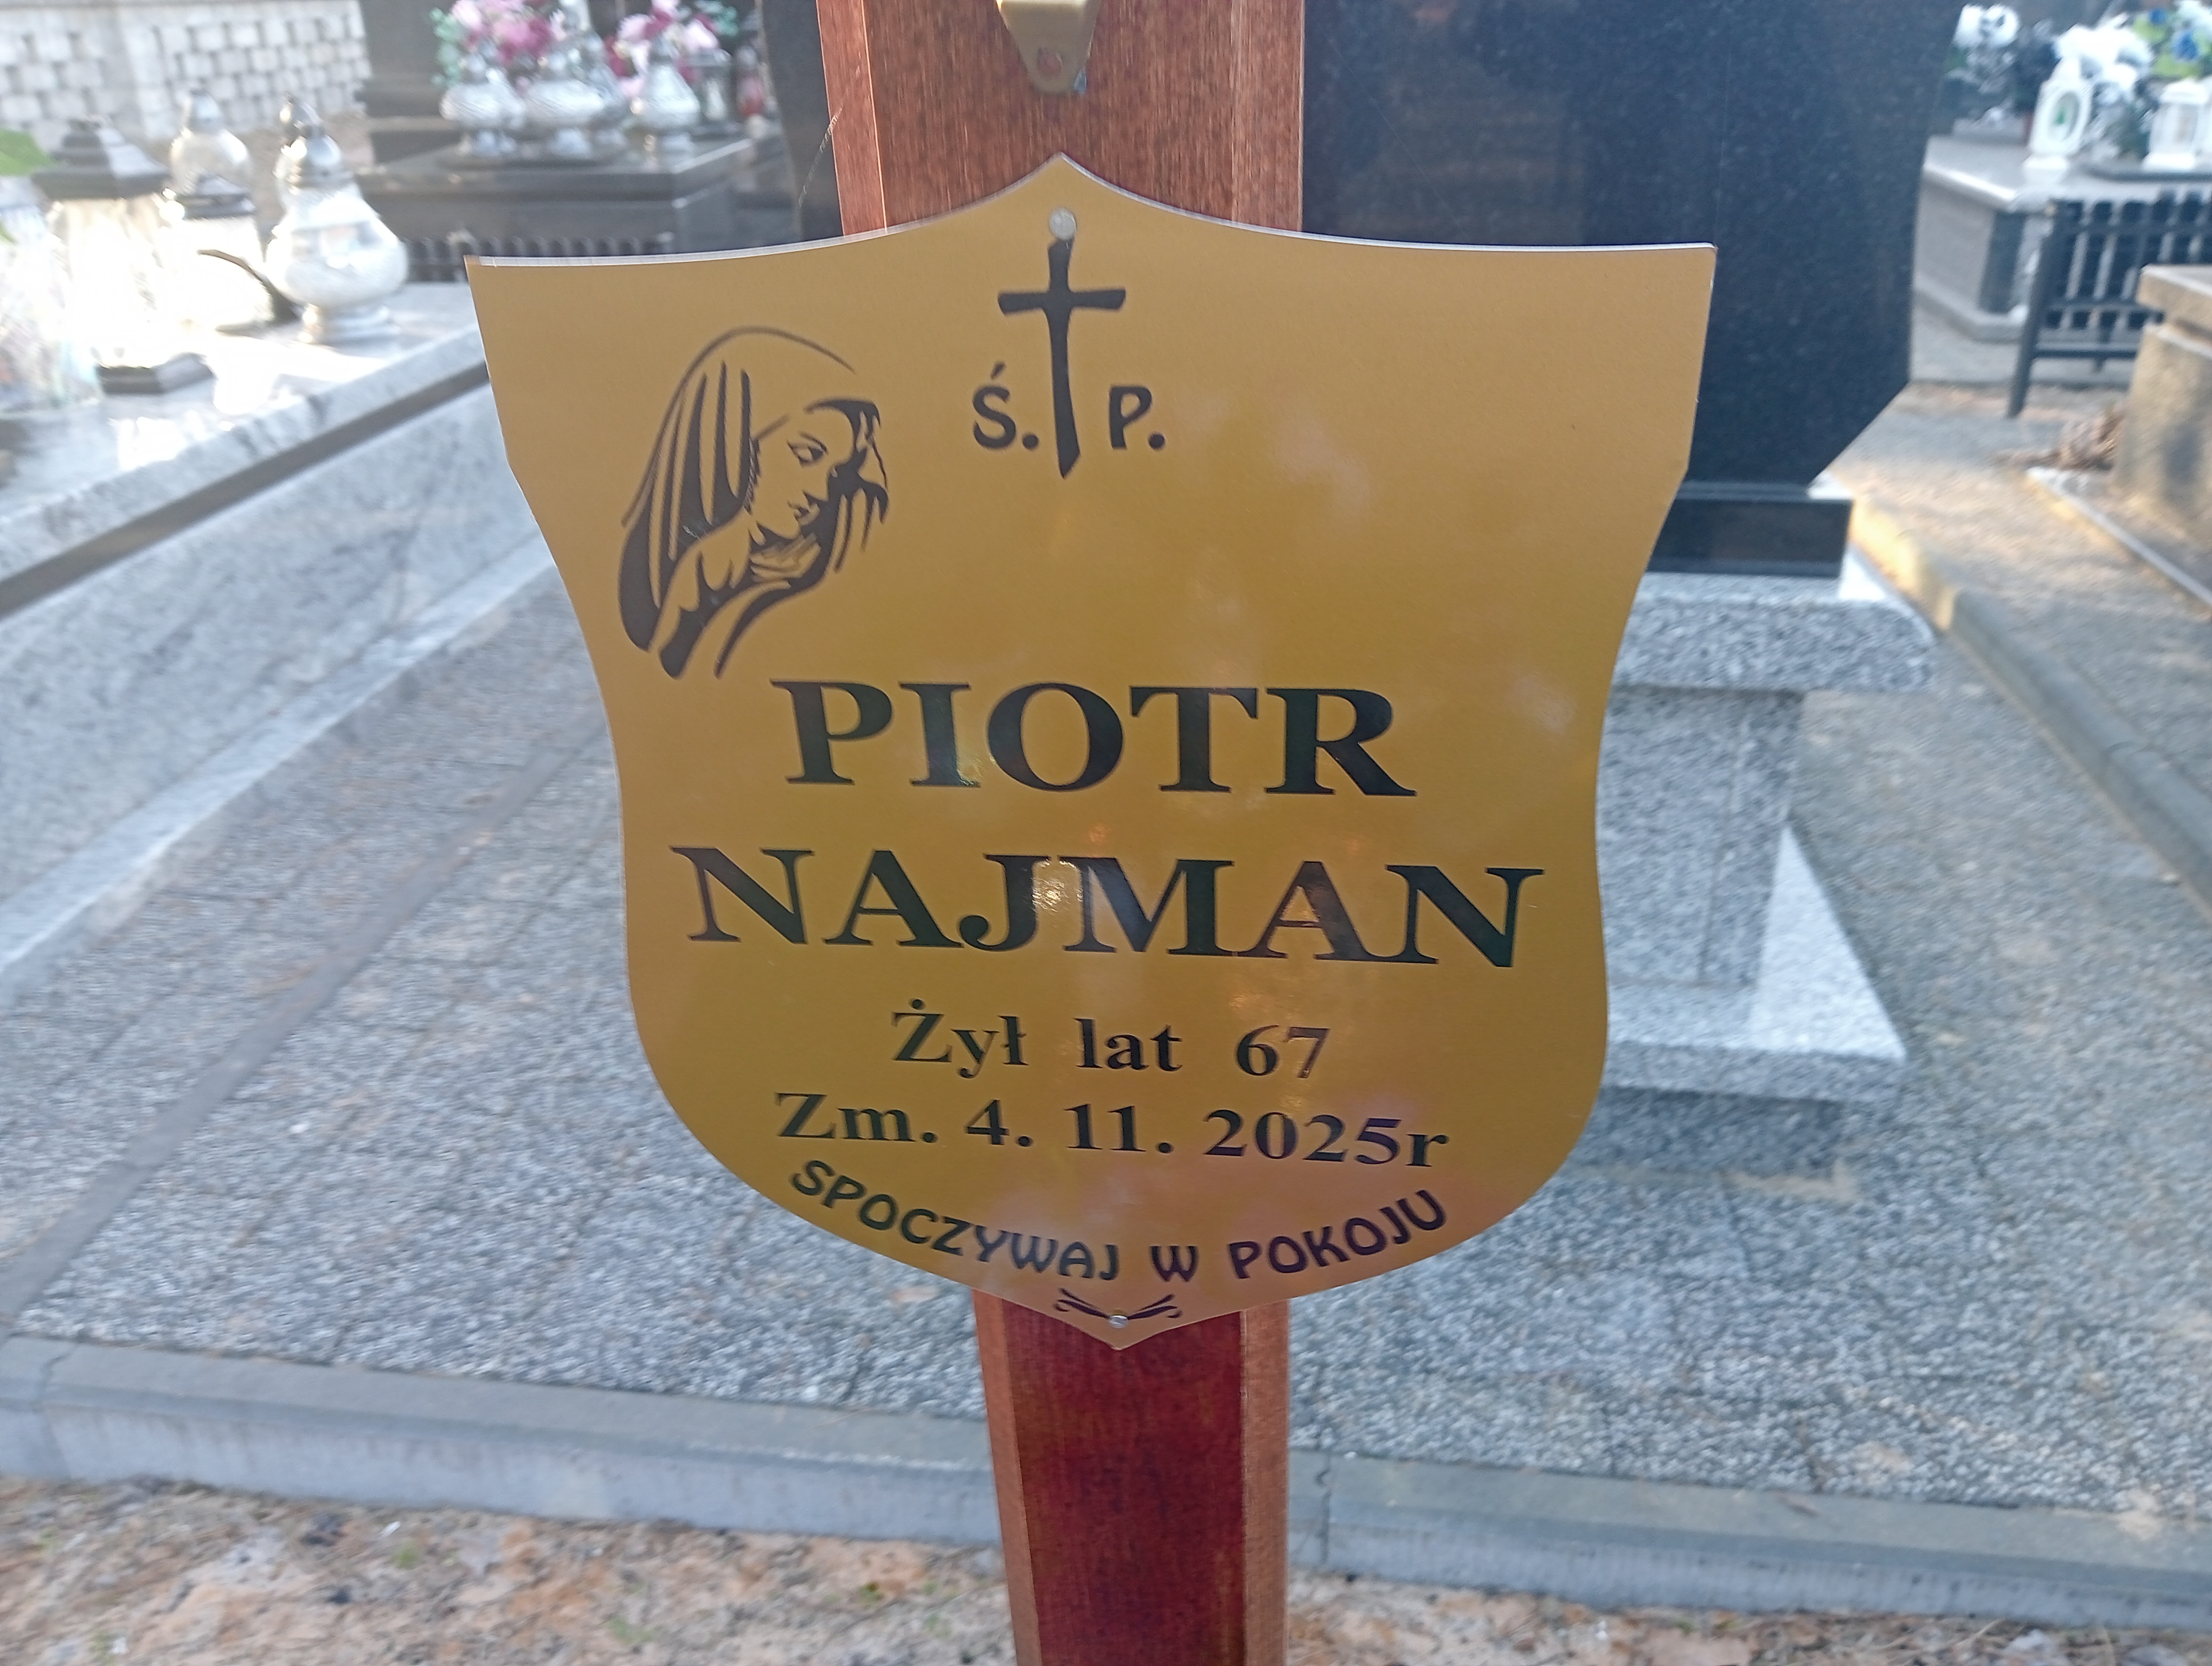 Ś. P.
PIOTR
NAJMAN
Żył lat 67
Zm. 4. 11. 2025r
SPOCZYWAJ W POKOJU